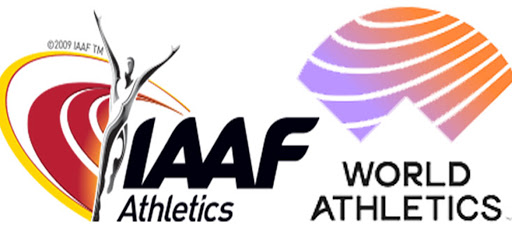 ©2009 IAAF TM
IAAF
Athletics
WORLD
ATHLETICS